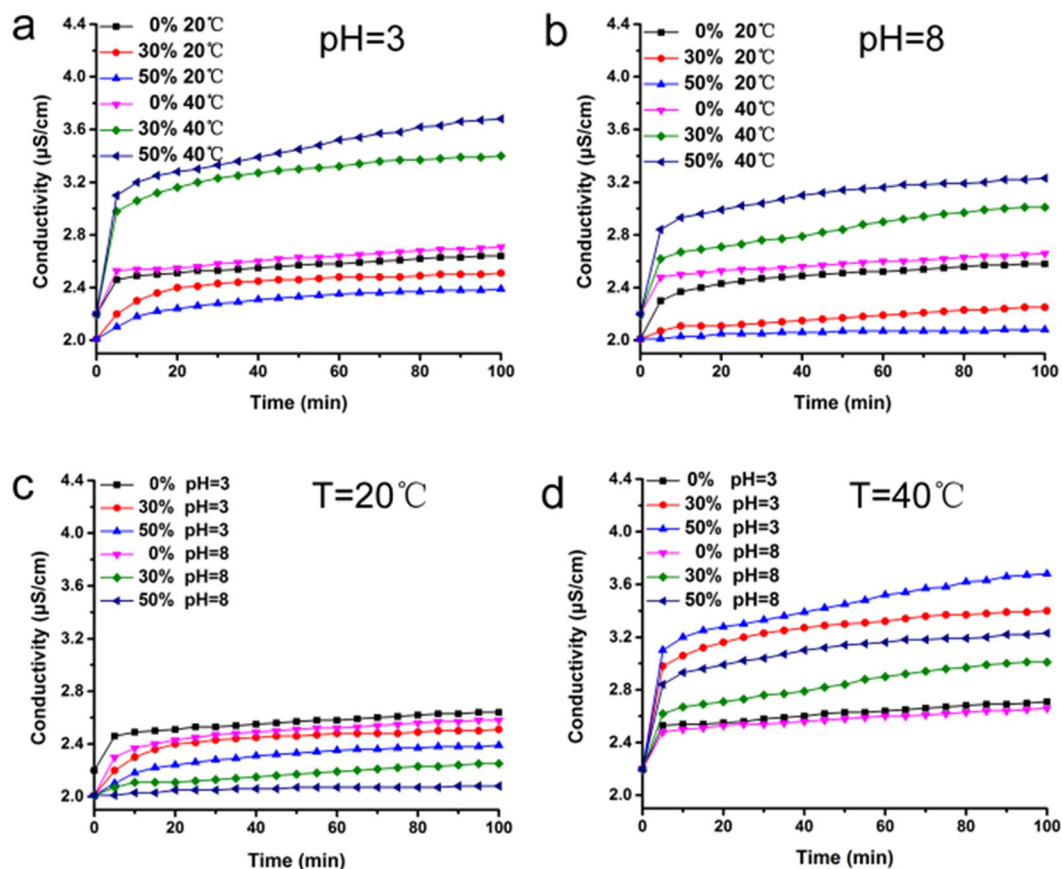 a
pH=3
4.4
4.0
3.6
3.2
2.8
2.4
2.0
Conductivity (μS/cm)
0% 20℃
30% 20℃
50% 20℃
0% 40℃
30% 40℃
50% 40℃
0 20 40 60 80 100
Time (min)
b
pH=8
4.4
4.0
3.6
3.2
2.8
2.4
2.0
Conductivity (μS/cm)
0% 20℃
30% 20℃
50% 20℃
0% 40℃
30% 40℃
50% 40℃
0 20 40 60 80 100
Time (min)
c
T=20℃
4.4
4.0
3.6
3.2
2.8
2.4
2.0
Conductivity (μS/cm)
0% pH=3
30% pH=3
50% pH=3
0% pH=8
30% pH=8
50% pH=8
0 20 40 60 80 100
Time (min)
d
T=40℃
4.4
4.0
3.6
3.2
2.8
2.4
2.0
Conductivity (μS/cm)
0% pH=3
30% pH=3
50% pH=3
0% pH=8
30% pH=8
50% pH=8
0 20 40 60 80 100
Time (min)